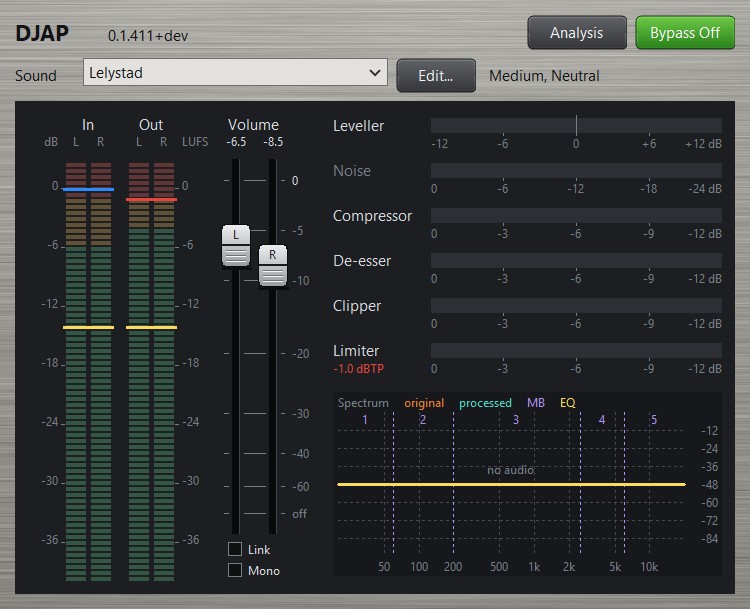 DJAP 0.1.411+dev Analysis Bypass Off
Sound Lelystad Edit... Medium, Neutral
In Out Volume
dB L R L R LUFS -6.5 -8.5
0 0
-6 -6
-12 -12
-18 -18
-24 -24
-30 -30
-36 -36
0
-5
-10
-20
-30
-40
-60
off
L
R
Link
Mono
Leveller
-12 -6 0 +6 +12 dB
Noise
0 -6 -12 -18 -24 dB
Compressor
0 -3 -6 -9 -12 dB
De-esser
0 -3 -6 -9 -12 dB
Clipper
0 -3 -6 -9 -12 dB
Limiter
-1.0 dBTP 0 -3 -6 -9 -12 dB
Spectrum original processed MB EQ
1 2 3 4 5
-12
-24
-36
no audio
-48
-60
-72
-84
50 100 200 500 1k 2k 5k 10k